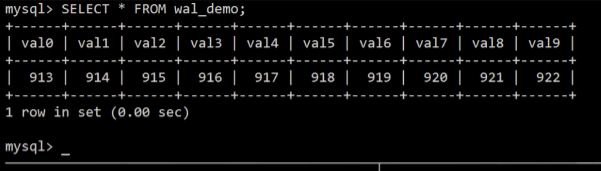 mysql> SELECT * FROM wal_demo;
+------+------+------+------+------+------+------+------+------+------+
| val0 | val1 | val2 | val3 | val4 | val5 | val6 | val7 | val8 | val9 |
+------+------+------+------+------+------+------+------+------+------+
|  913 |  914 |  915 |  916 |  917 |  918 |  919 |  920 |  921 |  922 |
+------+------+------+------+------+------+------+------+------+------+
1 row in set (0.00 sec)
mysql> _